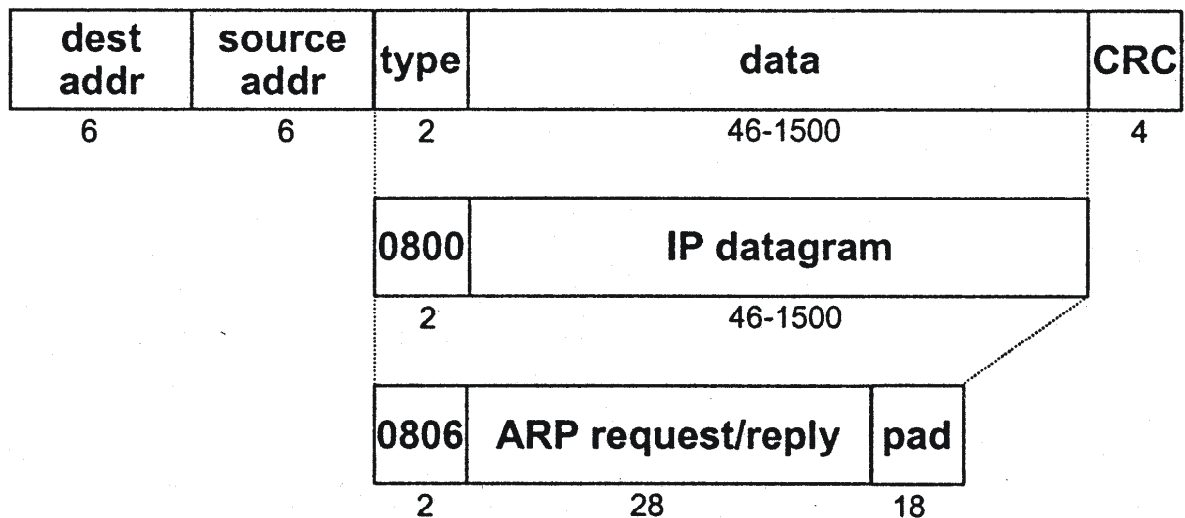 dest addr
source addr
type
data
CRC
6
6
2
46-1500
4
0800
IP datagram
2
46-1500
0806
ARP request/reply
pad
2
28
18